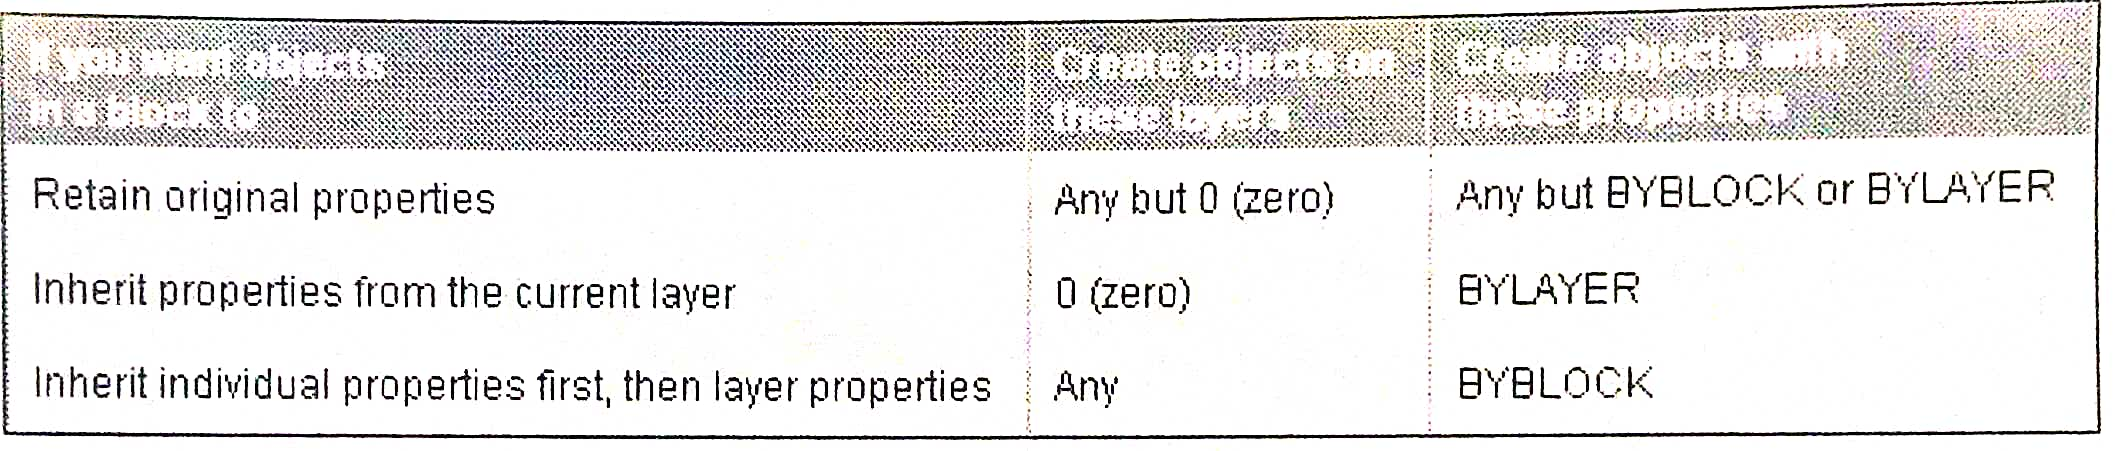 If you want objects
in a block to
Create objects on
these layers
Create objects with
these properties
Retain original properties
Any but 0 (zero)
Any but BYBLOCK or BYLAYER
Inherit properties from the current layer
0 (zero)
BYLAYER
Inherit individual properties first, then layer properties
Any
BYBLOCK